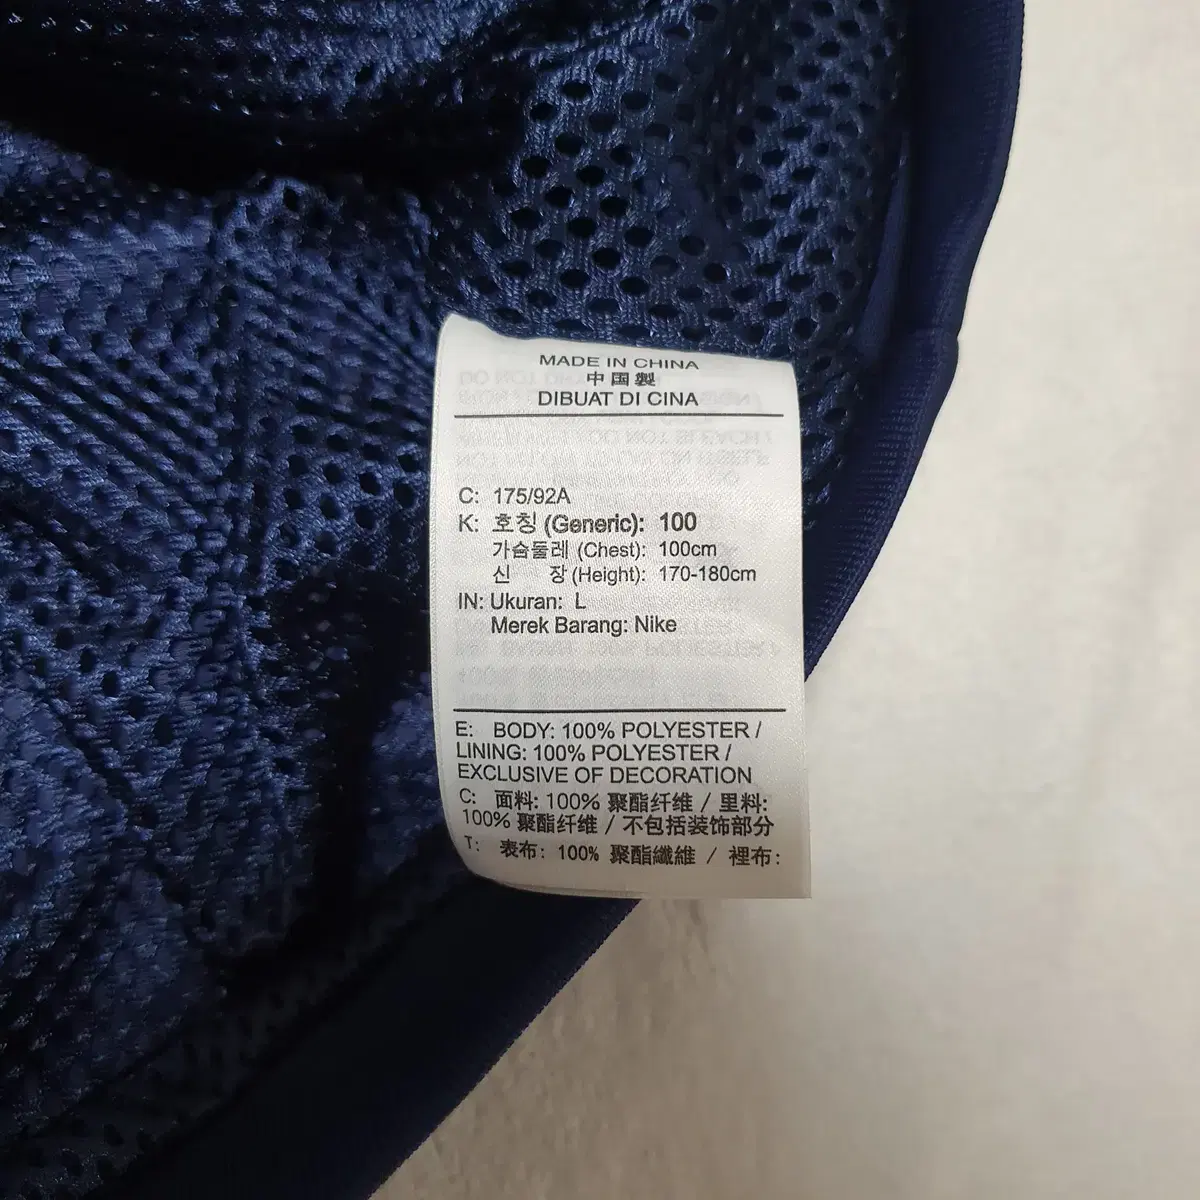 MADE IN CHINA
中国製
DIBUAT DI CINA
C: 175/92A
K: 호칭 (Generic): 100
가슴둘레 (Chest): 100cm
신 장 (Height): 170-180cm
IN: Ukuran: L
Merek Barang: Nike
E: BODY: 100% POLYESTER /
LINING: 100% POLYESTER /
EXCLUSIVE OF DECORATION
C: 面料: 100% 聚酯纤维 / 里料:
100% 聚酯纤维 / 不包括装饰部分
T: 表布: 100% 聚酯纖維 / 裡布: